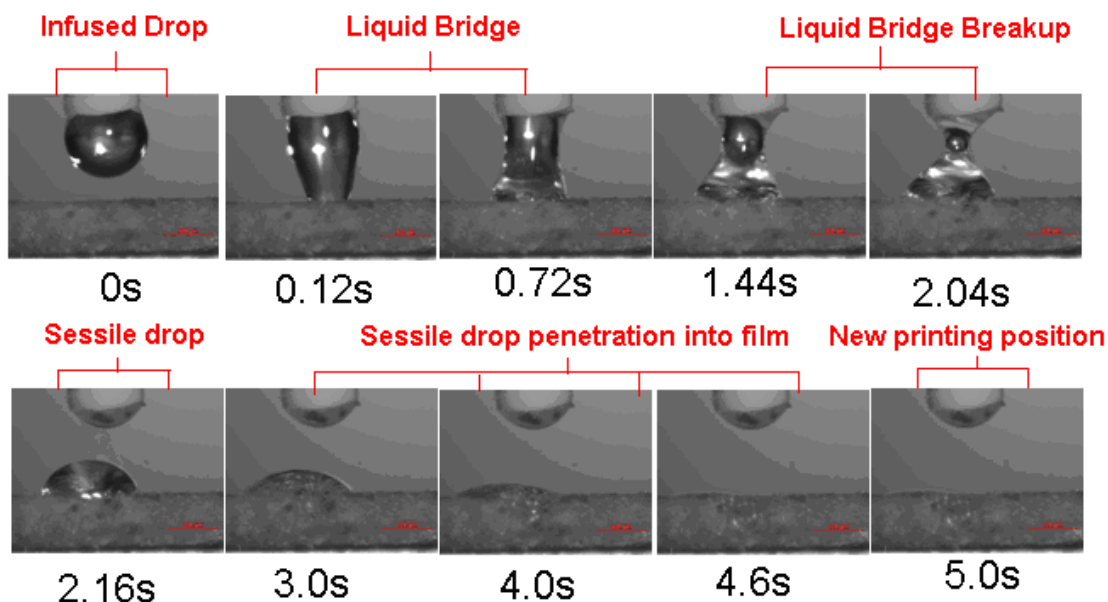 Infused Drop
Liquid Bridge
Liquid Bridge Breakup
0s
0.12s
0.72s
1.44s
2.04s
Sessile drop
Sessile drop penetration into film
New printing position
2.16s
3.0s
4.0s
4.6s
5.0s